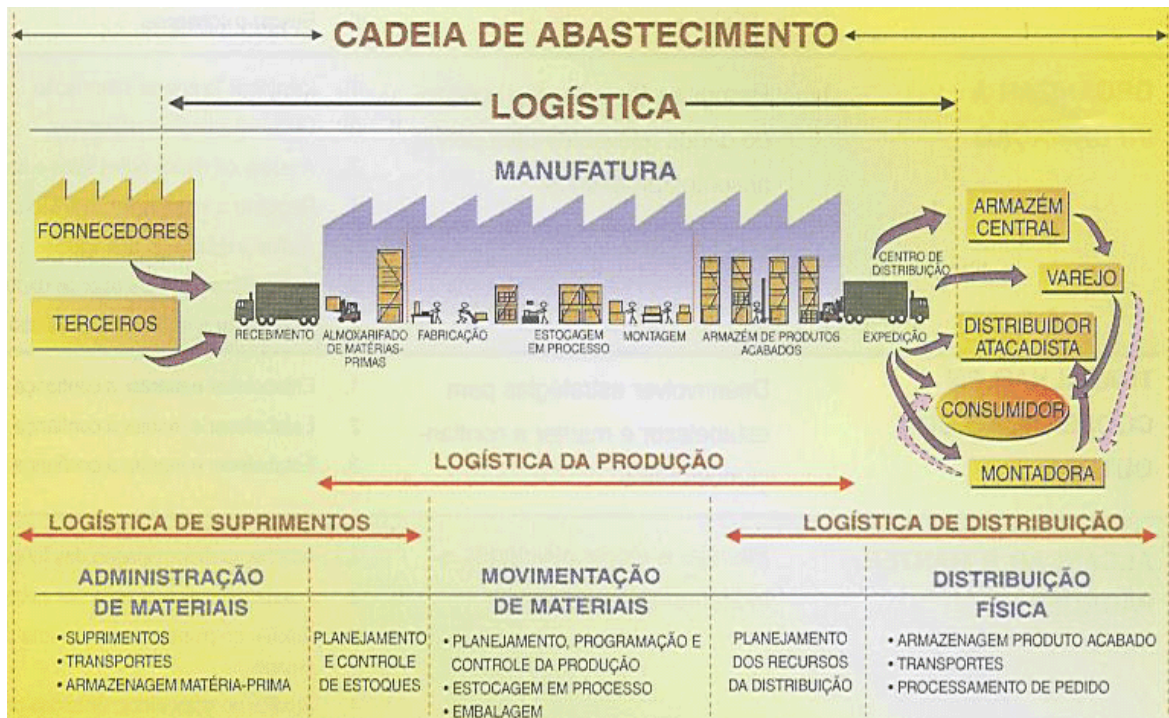 CADEIA DE ABASTECIMENTO
LOGÍSTICA
MANUFATURA
FORNECEDORES
TERCEIROS
RECEBIMENTO
ALMOXARIFADO
DE MATÉRIAS-
PRIMAS
FABRICAÇÃO
ESTOCAGEM
EM PROCESSO
MONTAGEM
ARMAZÉM DE PRODUTOS
ACABADOS
EXPEDIÇÃO
CENTRO DE
DISTRIBUIÇÃO
ARMAZÉM
CENTRAL
VAREJO
DISTRIBUIDOR
ATACADISTA
CONSUMIDOR
MONTADORA
Desenvolver estratégias para
LOGÍSTICA DA PRODUÇÃO
LOGÍSTICA DE SUPRIMENTOS
LOGÍSTICA DE DISTRIBUIÇÃO
ADMINISTRAÇÃO
DE MATERIAIS
• SUPRIMENTOS
• TRANSPORTES
• ARMAZENAGEM MATÉRIA-PRIMA
PLANEJAMENTO
E CONTROLE
DE ESTOQUES
MOVIMENTAÇÃO
DE MATERIAIS
• PLANEJAMENTO, PROGRAMAÇÃO E
CONTROLE DA PRODUÇÃO
• ESTOCAGEM EM PROCESSO
• EMBALAGEM
PLANEJAMENTO
DOS RECURSOS
DA DISTRIBUIÇÃO
DISTRIBUIÇÃO
FÍSICA
• ARMAZENAGEM PRODUTO ACABADO
• TRANSPORTES
• PROCESSAMENTO DE PEDIDO